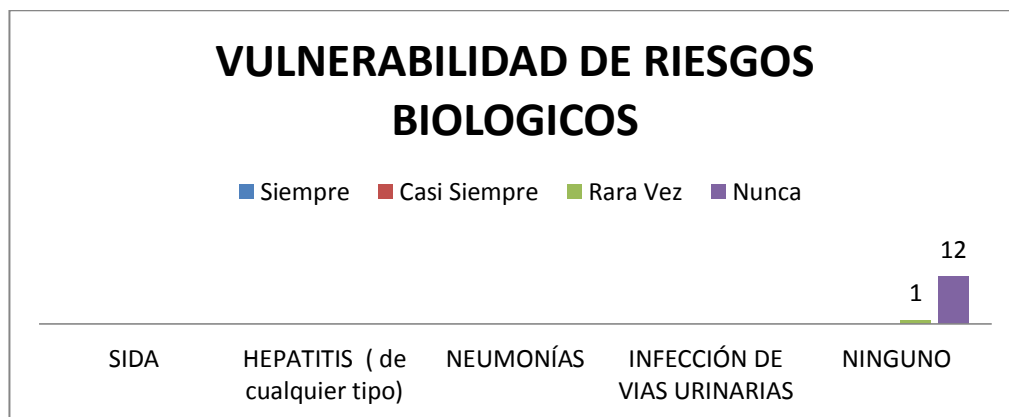 VULNERABILIDAD DE RIESGOS
BIOLOGICOS
Siempre Casi Siempre Rara Vez Nunca
12
1
SIDA HEPATITIS ( de NEUMONÍAS INFECCIÓN DE NINGUNO
cualquier tipo) VIAS URINARIAS